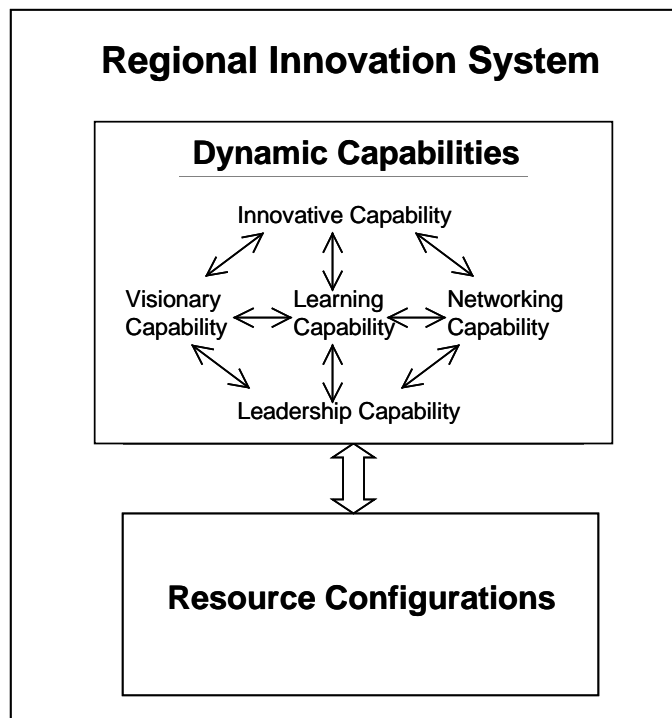 Regional Innovation System
Dynamic Capabilities
Innovative Capability
Visionary
Capability
Learning
Capability
Networking
Capability
Leadership Capability
Resource Configurations